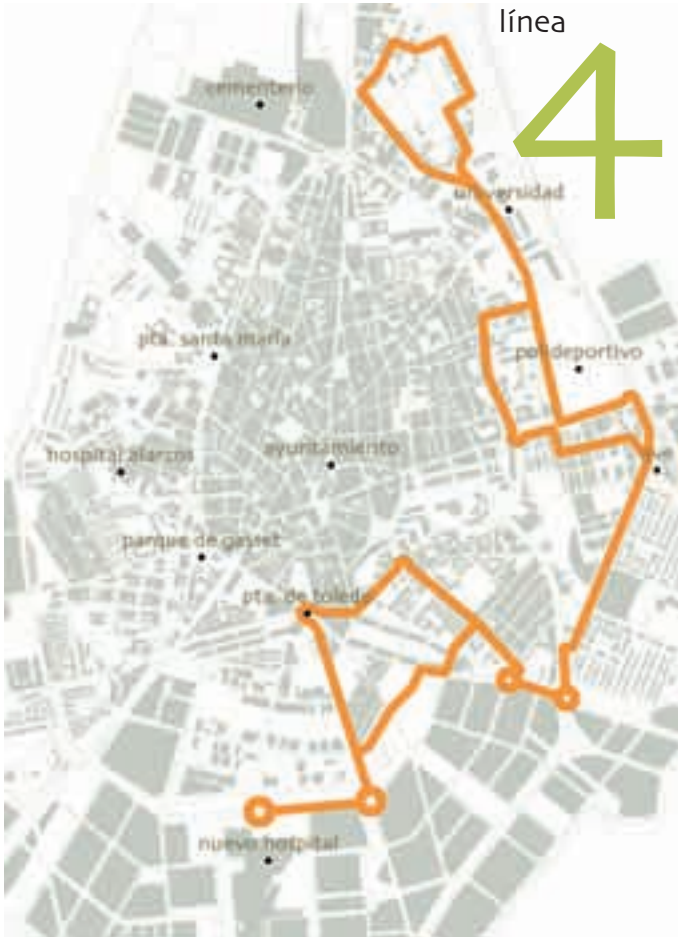 línea
4
cementerio
universidad
pta. santa maría
polideportivo
hospital alarcos
ayuntamiento
parque de gasset
pta. de toledo
nuevo hospital